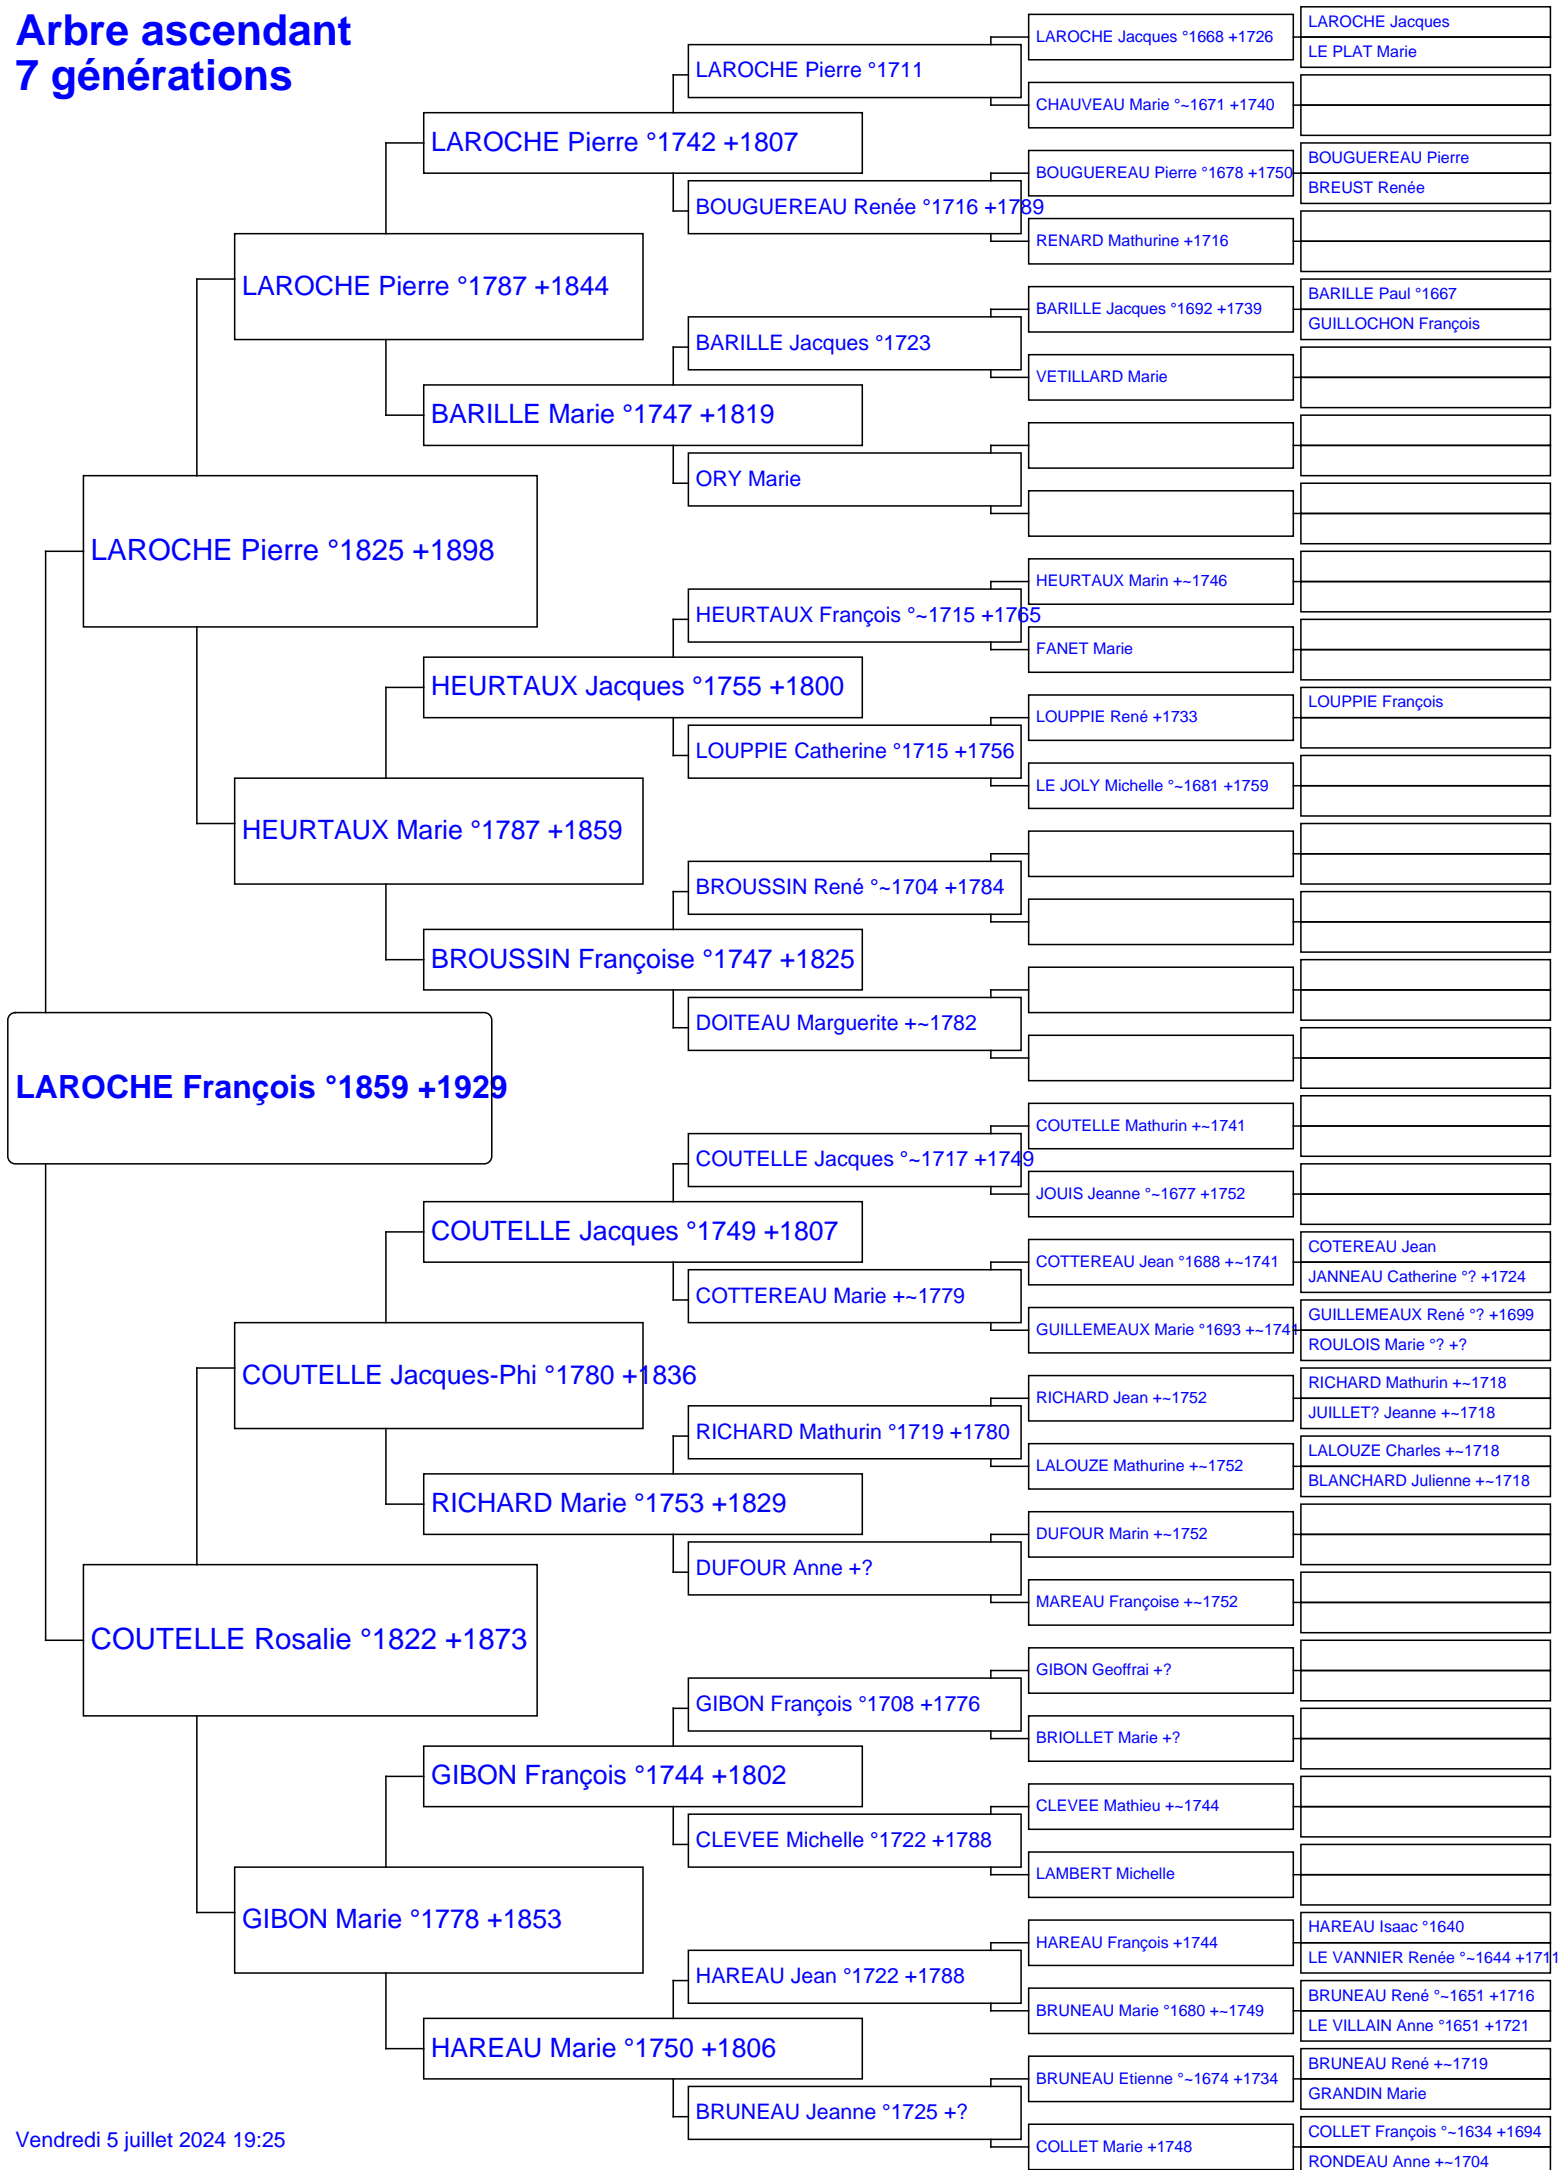 Arbre ascendant
7 générations
LAROCHE François °1859 +1929
LAROCHE Pierre °1825 +1898
COUTELLE Rosalie °1822 +1873
LAROCHE Pierre °1787 +1844
HEURTAUX Marie °1787 +1859
COUTELLE Jacques-Phi °1780 +1836
GIBON Marie °1778 +1853
LAROCHE Pierre °1742 +1807
BARILLE Marie °1747 +1819
HEURTAUX Jacques °1755 +1800
BROUSSIN Françoise °1747 +1825
COUTELLE Jacques °1749 +1807
RICHARD Marie °1753 +1829
GIBON François °1744 +1802
HAREAU Marie °1750 +1806
LAROCHE Pierre °1711
BOUGUEREAU Renée °1716 +1789
BARILLE Jacques °1723
ORY Marie
HEURTAUX François °~1715 +1765
LOUPPIE Catherine °1715 +1756
BROUSSIN René °~1704 +1784
DOITEAU Marguerite +~1782
COUTELLE Jacques °~1717 +1749
COTTEREAU Marie +~1779
RICHARD Mathurin °1719 +1780
DUFOUR Anne +?
GIBON François °1708 +1776
CLEVEE Michelle °1722 +1788
HAREAU Jean °1722 +1788
BRUNEAU Jeanne °1725 +?
LAROCHE Jacques °1668 +1726
CHAUVEAU Marie °~1671 +1740
BOUGUEREAU Pierre °1678 +1750
RENARD Mathurine +1716
BARILLE Jacques °1692 +1739
VETILLARD Marie
HEURTAUX Marin +~1746
FANET Marie
LOUPPIE René +1733
LE JOLY Michelle °~1681 +1759
COUTELLE Mathurin +~1741
JOUIS Jeanne °~1677 +1752
COTTEREAU Jean °1688 +~1741
GUILLEMEAUX Marie °1693 +~1741
RICHARD Jean +~1752
LALOUZE Mathurine +~1752
DUFOUR Marin +~1752
MAREAU Françoise +~1752
GIBON Geoffrai +?
BRIOLLET Marie +?
CLEVEE Mathieu +~1744
LAMBERT Michelle
HAREAU François +1744
BRUNEAU Marie °1680 +~1749
BRUNEAU Etienne °~1674 +1734
COLLET Marie +1748
LAROCHE Jacques
LE PLAT Marie
BOUGUEREAU Pierre
BREUST Renée
BARILLE Paul °1667
GUILLOCHON François
LOUPPIE François
COTEREAU Jean
JANNEAU Catherine °? +1724
GUILLEMEAUX René °? +1699
ROULOIS Marie °? +?
RICHARD Mathurin +~1718
JUILLET? Jeanne +~1718
LALOUZE Charles +~1718
BLANCHARD Julienne +~1718
HAREAU Isaac °1640
LE VANNIER Renée °~1644 +1711
BRUNEAU René °~1651 +1716
LE VILLAIN Anne °1651 +1721
BRUNEAU René +~1719
GRANDIN Marie
COLLET François °~1634 +1694
RONDEAU Anne +~1704
Vendredi 5 juillet 2024 19:25